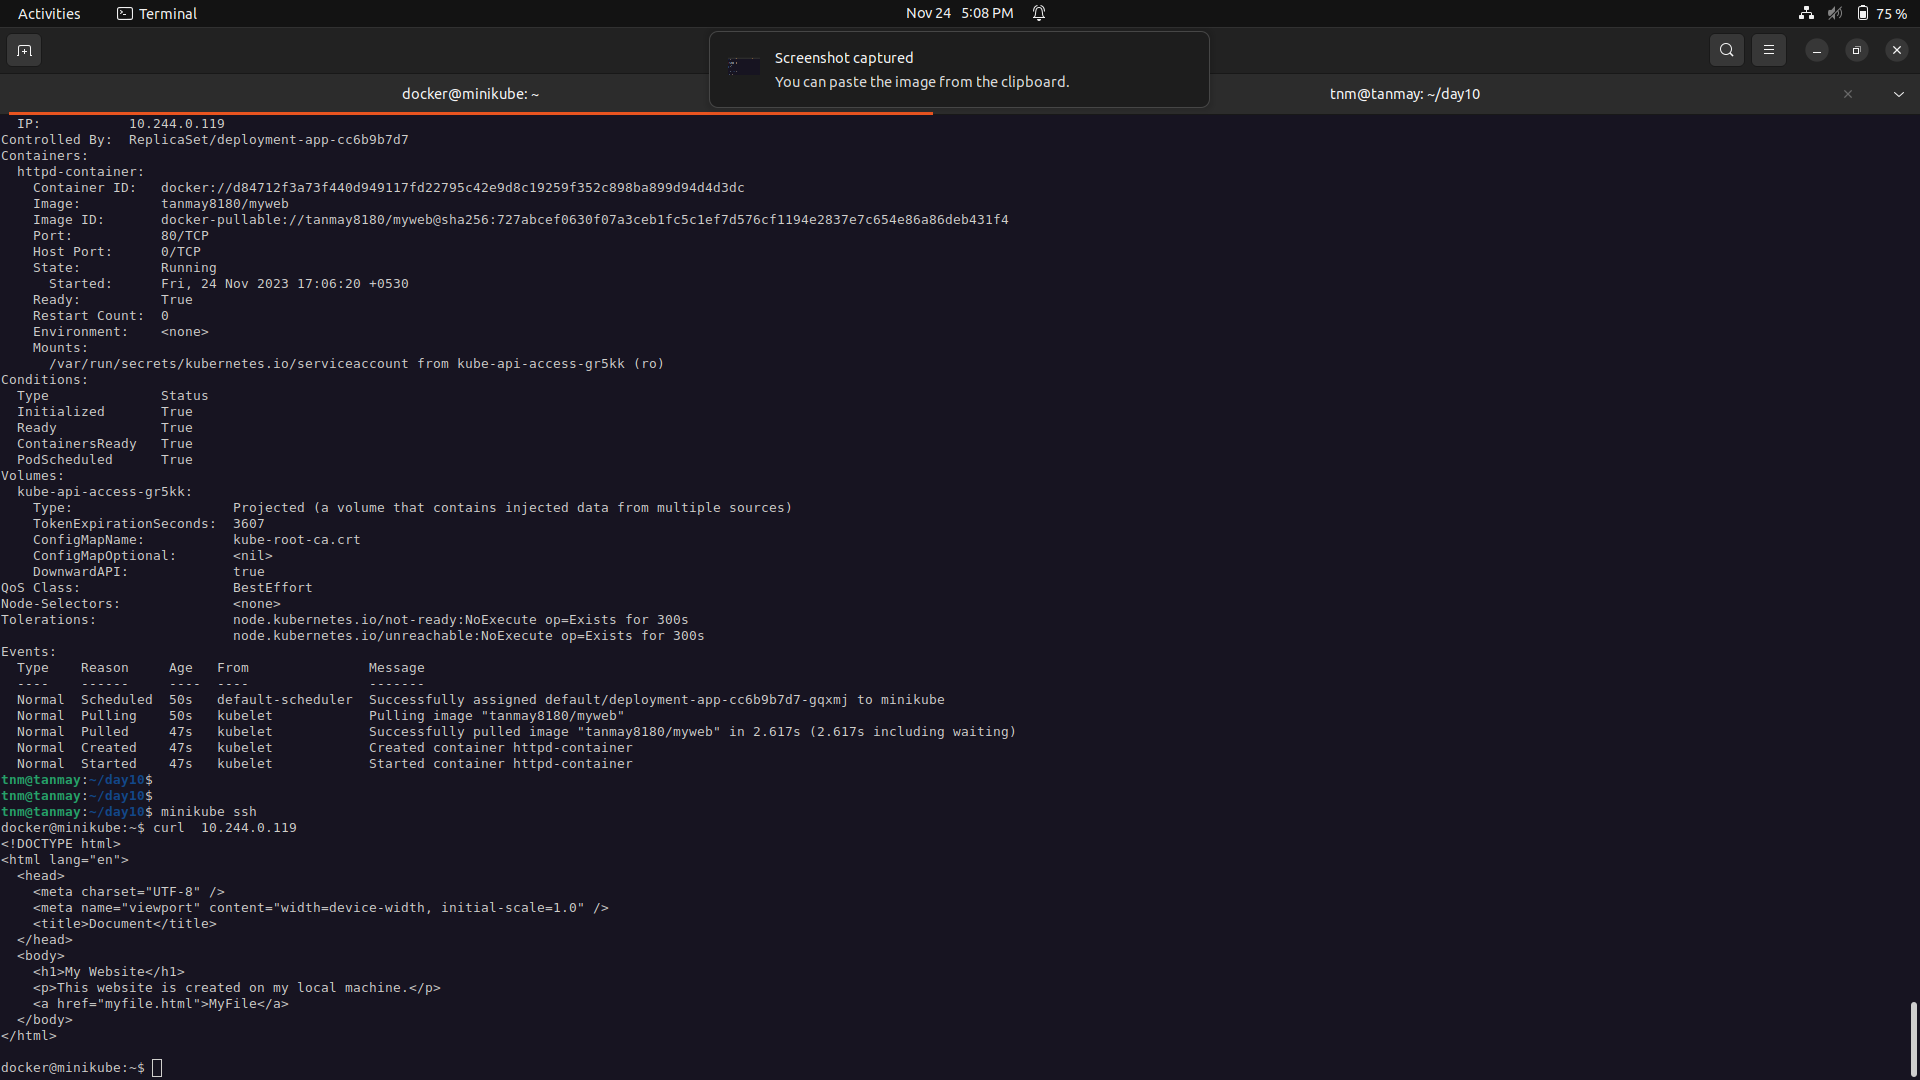 Activities Terminal Nov 24 5:08 PM 75 %
Screenshot captured
You can paste the image from the clipboard.
docker@minikube: ~ tnm@tanmay: ~/day10
  IP:           10.244.0.119
Controlled By:  ReplicaSet/deployment-app-cc6b9b7d7
Containers:
  httpd-container:
    Container ID:   docker://d84712f3a73f440d949117fd22795c42e9d8c19259f352c898ba899d94d4d3dc
    Image:          tanmay8180/myweb
    Image ID:       docker-pullable://tanmay8180/myweb@sha256:727abcef0630f07a3ceb1fc5c1ef7d576cf1194e2837e7c654e86a86deb431f4
    Port:           80/TCP
    Host Port:      0/TCP
    State:          Running
      Started:      Fri, 24 Nov 2023 17:06:20 +0530
    Ready:          True
    Restart Count:  0
    Environment:    <none>
    Mounts:
      /var/run/secrets/kubernetes.io/serviceaccount from kube-api-access-gr5kk (ro)
Conditions:
  Type              Status
  Initialized       True
  Ready             True
  ContainersReady   True
  PodScheduled      True
Volumes:
  kube-api-access-gr5kk:
    Type:                    Projected (a volume that contains injected data from multiple sources)
    TokenExpirationSeconds:  3607
    ConfigMapName:           kube-root-ca.crt
    ConfigMapOptional:       <nil>
    DownwardAPI:             true
QoS Class:                   BestEffort
Node-Selectors:              <none>
Tolerations:                 node.kubernetes.io/not-ready:NoExecute op=Exists for 300s
                             node.kubernetes.io/unreachable:NoExecute op=Exists for 300s
Events:
  Type    Reason     Age   From               Message
  ----    ------     ----  ----               -------
  Normal  Scheduled  50s   default-scheduler  Successfully assigned default/deployment-app-cc6b9b7d7-gqxmj to minikube
  Normal  Pulling    50s   kubelet            Pulling image "tanmay8180/myweb"
  Normal  Pulled     47s   kubelet            Successfully pulled image "tanmay8180/myweb" in 2.617s (2.617s including waiting)
  Normal  Created    47s   kubelet            Created container httpd-container
  Normal  Started    47s   kubelet            Started container httpd-container
tnm@tanmay:~/day10$
tnm@tanmay:~/day10$
tnm@tanmay:~/day10$ minikube ssh
docker@minikube:~$ curl  10.244.0.119
<!DOCTYPE html>
<html lang="en">
  <head>
    <meta charset="UTF-8" />
    <meta name="viewport" content="width=device-width, initial-scale=1.0" />
    <title>Document</title>
  </head>
  <body>
    <h1>My Website</h1>
    <p>This website is created on my local machine.</p>
    <a href="myfile.html">MyFile</a>
  </body>
</html>
docker@minikube:~$